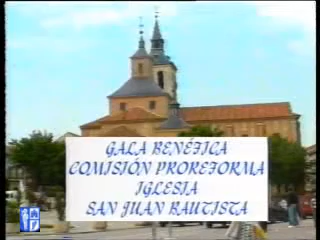 GALA BENÉFICA
COMISIÓN PROREFORMA
IGLESIA
SAN JUAN BAUTISTA